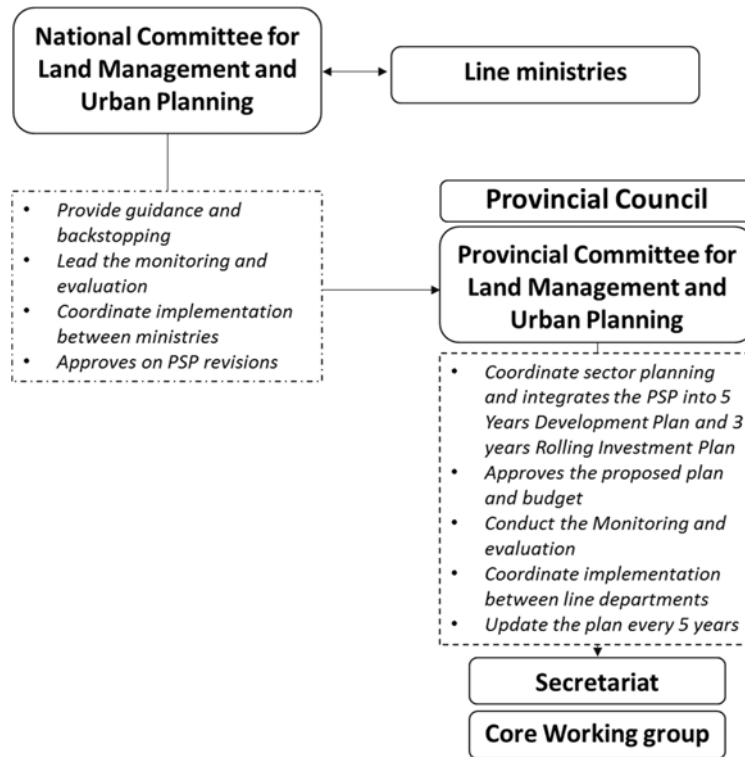 National Committee for
Land Management and
Urban Planning
Line ministries
• Provide guidance and
backstopping
• Lead the monitoring and
evaluation
• Coordinate implementation
between ministries
• Approves on PSP revisions
Provincial Council
Provincial Committee for
Land Management and
Urban Planning
• Coordinate sector planning
and integrates the PSP into 5
Years Development Plan and 3
years Rolling Investment Plan
• Approves the proposed plan
and budget
• Conduct the Monitoring and
evaluation
• Coordinate implementation
between line departments
• Update the plan every 5 years
Secretariat
Core Working group